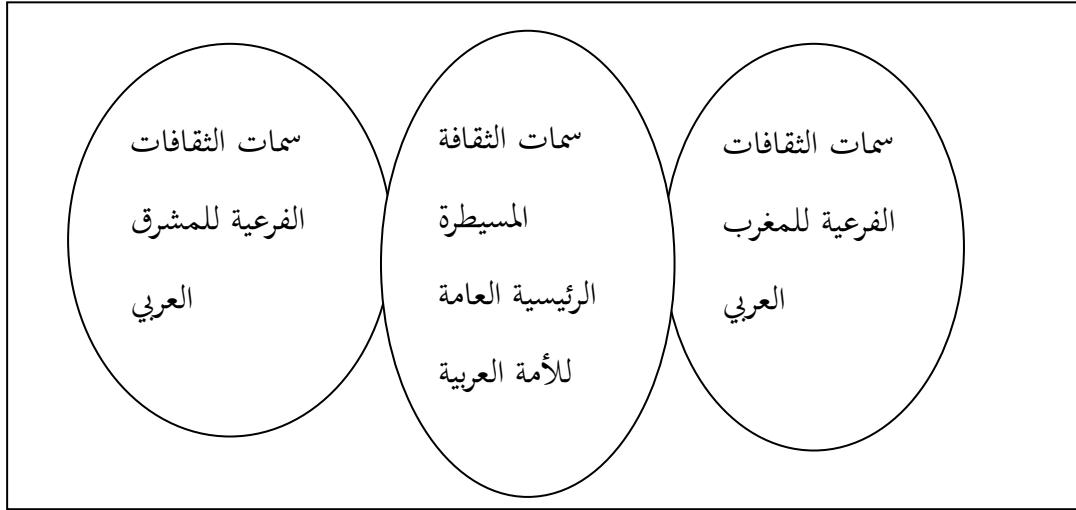 سمات الثقافات
الفرعية للمغرب
العربي
سمات الثقافة
المسيطرة
الرئيسية العامة
للأمة العربية
سمات الثقافات
الفرعية للمشرق
العربي